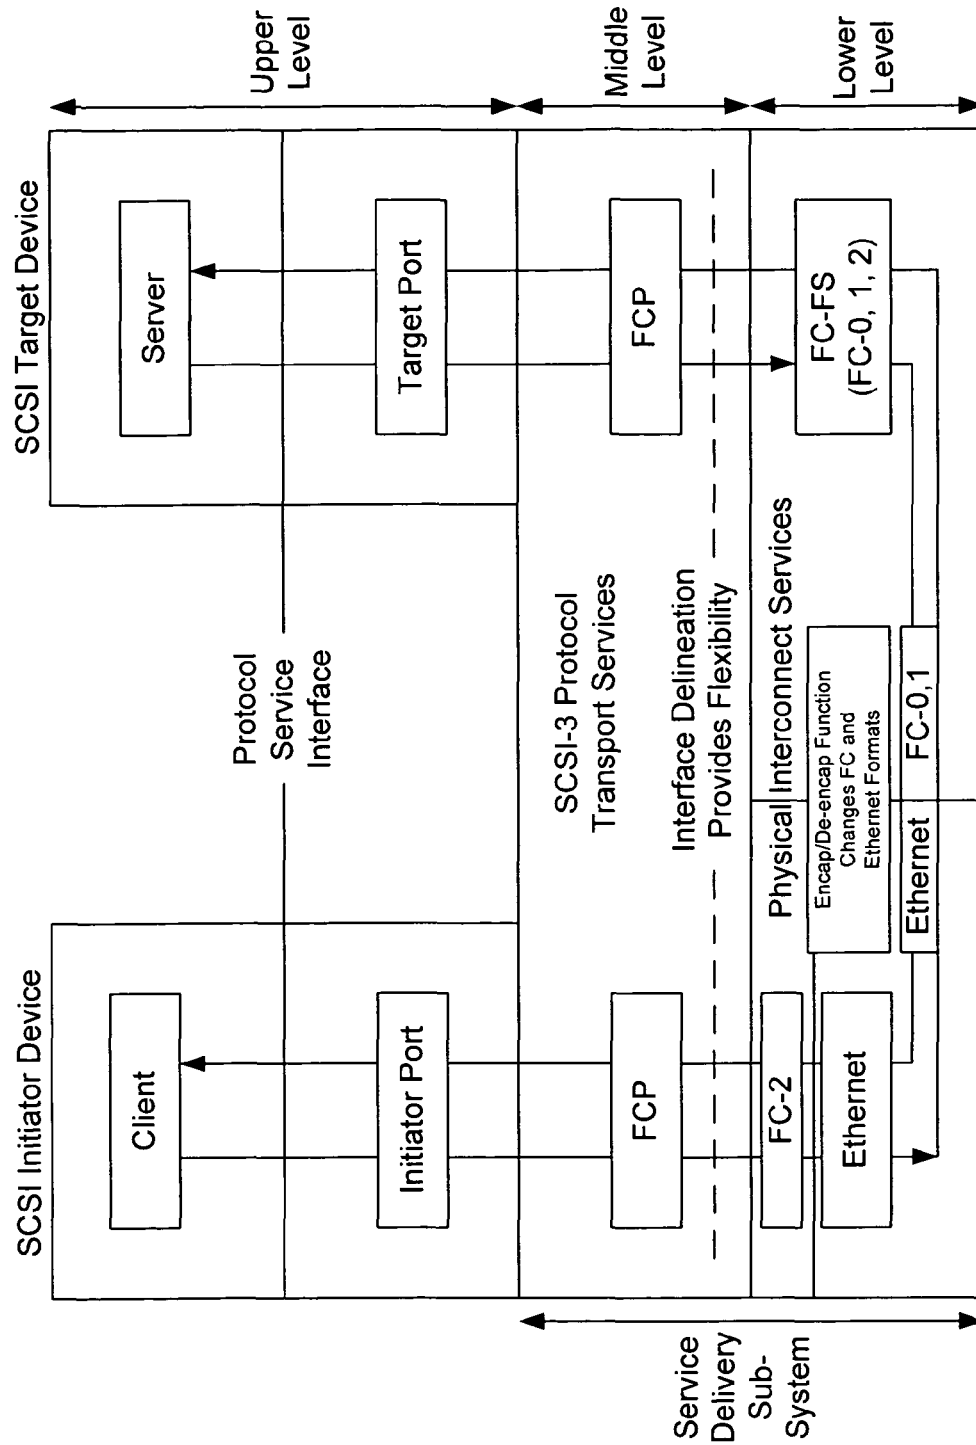 SCSI Initiator Device
SCSI Target Device
Client
Server
Upper
Level
Protocol
Service
Interface
Initiator Port
Target Port
Service
Delivery
Sub-
System
FCP
SCSI-3 Protocol
Transport Services
FCP
Middle
Level
Interface Delineation
Provides Flexibility
Physical Interconnect Services
FC-2
Ethernet
Encap/De-encap Function
Changes FC and
Ethernet Formats
Ethernet
FC-0,1
FC-FS
(FC-0, 1, 2)
Lower
Level